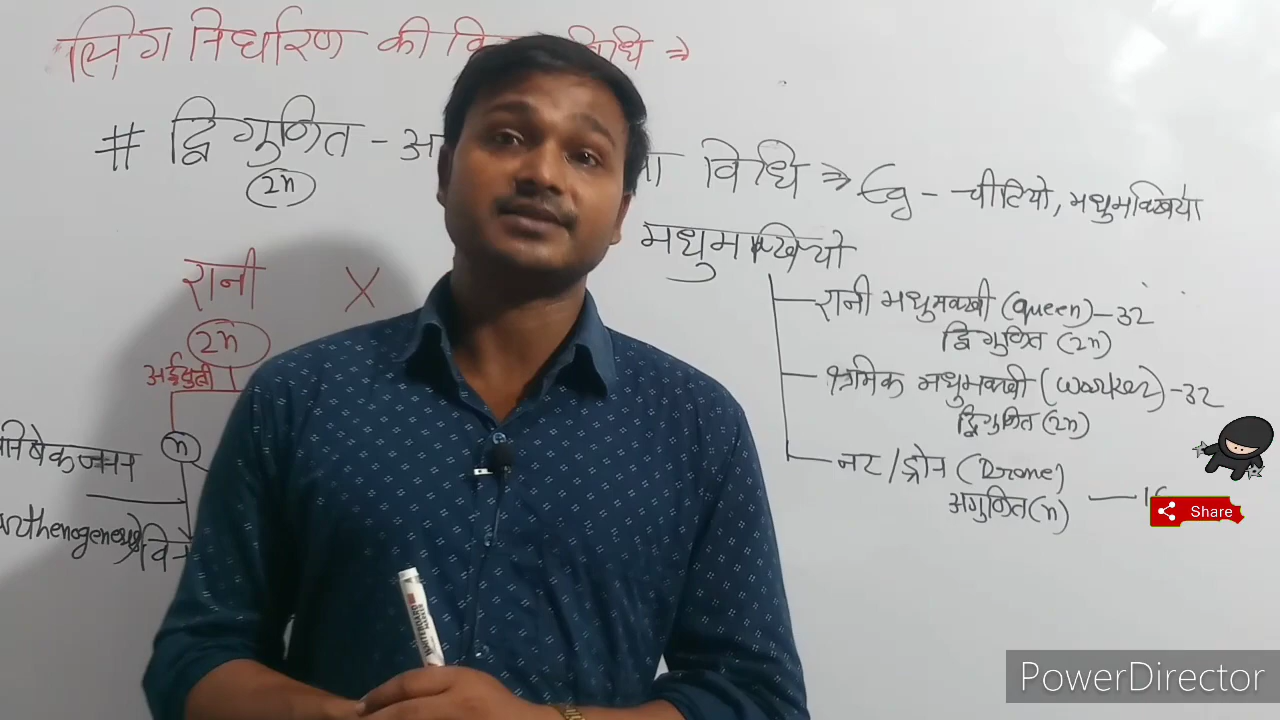 लिंग निर्धारण की विधि ⇒
# द्विगुणित - विधि ⇒ Eg - चीटियो, मधुमक्खिया
(2n)
मधुमक्खियो
रानी X
2n
अर्द्धसूत्री
n
रानी मधुमक्खी (Queen) - 32
द्विगुणित (2n)
श्रमिक मधुमक्खी (Worker) - 32
द्विगुणित (2n)
नर / ड्रोन (Drone)
अगुणित (n) — 16
Share
PowerDirector